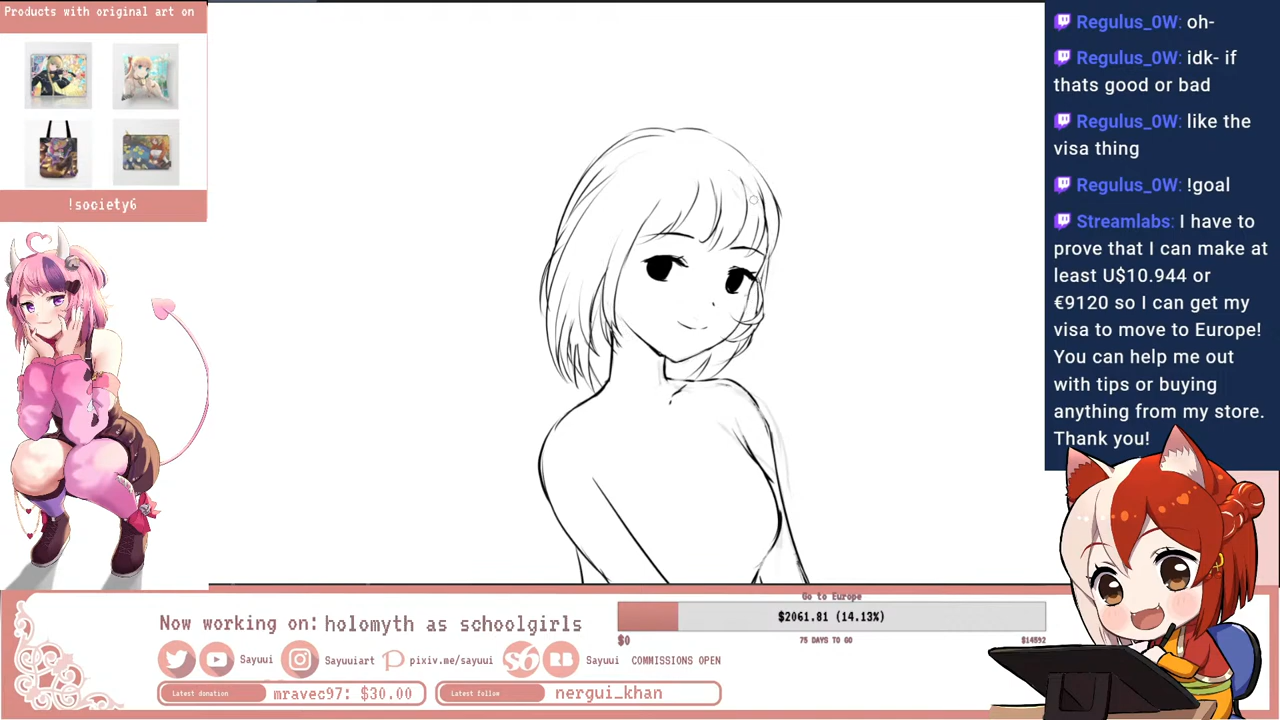 Products with original art on
!society6
Regulus_0W: oh-
Regulus_0W: idk- if
thats good or bad
Regulus_0W: like the
visa thing
Regulus_0W: !goal
Streamlabs: I have to
prove that I can make at
least U$10.944 or
€9120 so I can get my
visa to move to Europe!
You can help me out
with tips or buying
anything from my store.
Thank you!
Now working on: holomyth as schoolgirls
Go to Europe
$2061.81 (14.13%)
$0
75 DAYS TO GO
$14592
Sayuui
Sayuuiart
pixiv.me/sayuui
S6
RB
Sayuui
COMMISSIONS OPEN
Latest donation
mravec97: $30.00
Latest follow
nergui_khan